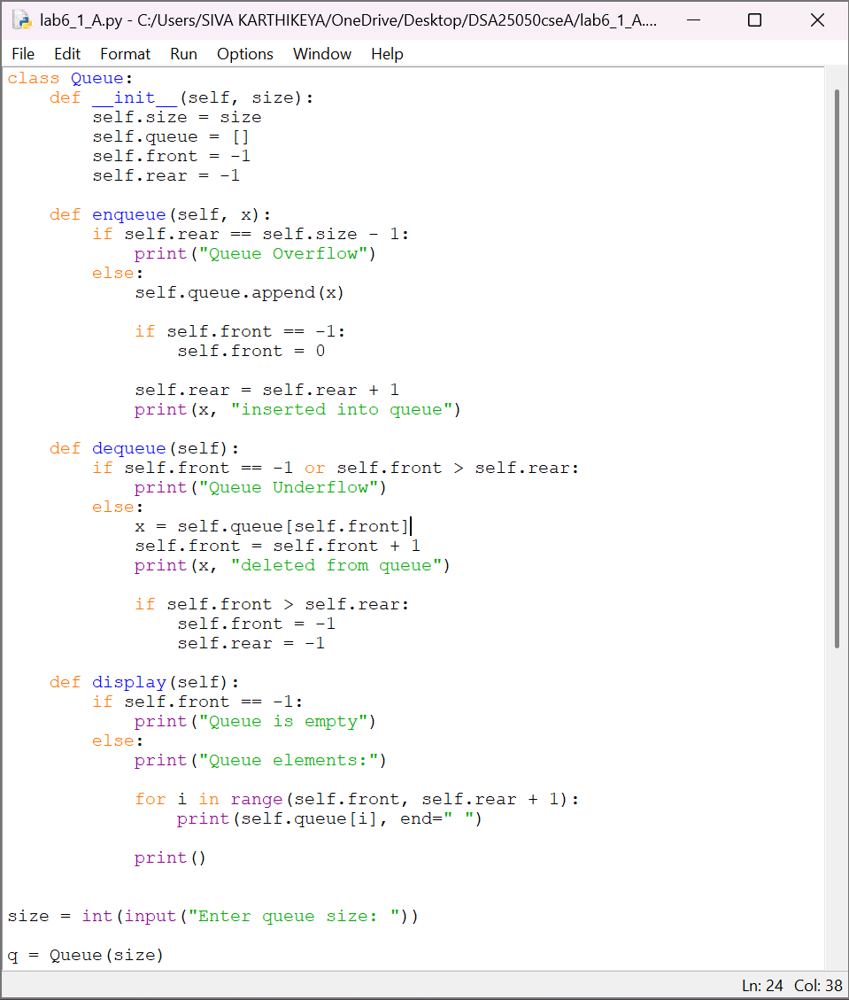 lab6_1_A.py - C:/Users/SIVA KARTHIKEYA/OneDrive/Desktop/DSA25050cseA/lab6_1_A....
File Edit Format Run Options Window Help
class Queue:
    def __init__(self, size):
        self.size = size
        self.queue = []
        self.front = -1
        self.rear = -1

    def enqueue(self, x):
        if self.rear == self.size - 1:
            print("Queue Overflow")
        else:
            self.queue.append(x)

            if self.front == -1:
                self.front = 0

            self.rear = self.rear + 1
            print(x, "inserted into queue")

    def dequeue(self):
        if self.front == -1 or self.front > self.rear:
            print("Queue Underflow")
        else:
            x = self.queue[self.front]
            self.front = self.front + 1
            print(x, "deleted from queue")

            if self.front > self.rear:
                self.front = -1
                self.rear = -1

    def display(self):
        if self.front == -1:
            print("Queue is empty")
        else:
            print("Queue elements:")

            for i in range(self.front, self.rear + 1):
                print(self.queue[i], end=" ")

            print()


size = int(input("Enter queue size: "))

q = Queue(size)
Ln: 24 Col: 38